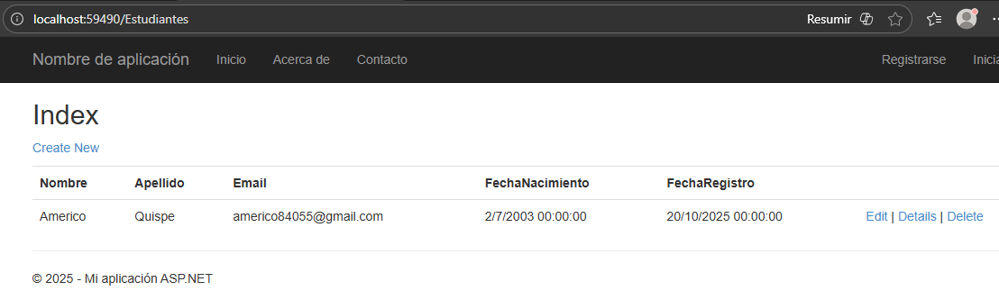 localhost:59490/Estudiantes Resumir
Nombre de aplicación Inicio Acerca de Contacto Registrarse Inicia
Index
Create New
Nombre Apellido Email FechaNacimiento FechaRegistro
Americo Quispe americo84055@gmail.com 2/7/2003 00:00:00 20/10/2025 00:00:00 Edit | Details | Delete
© 2025 - Mi aplicación ASP.NET